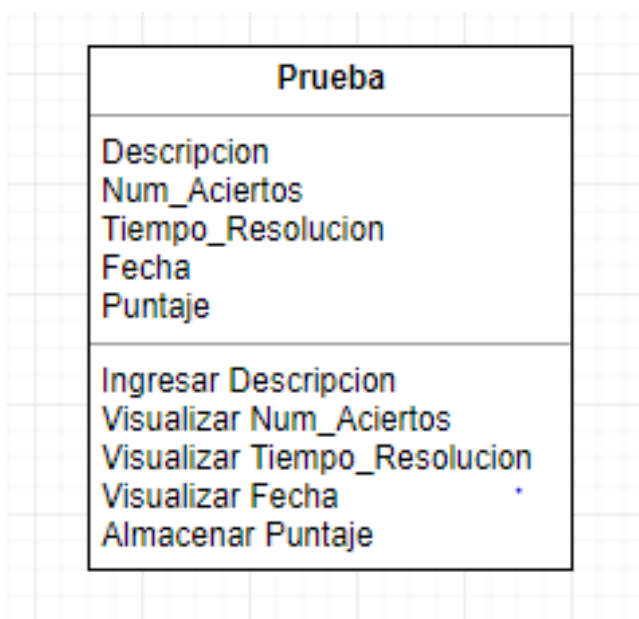 Prueba
Descripcion
Num_Aciertos
Tiempo_Resolucion
Fecha
Puntaje
Ingresar Descripcion
Visualizar Num_Aciertos
Visualizar Tiempo_Resolucion
Visualizar Fecha
Almacenar Puntaje